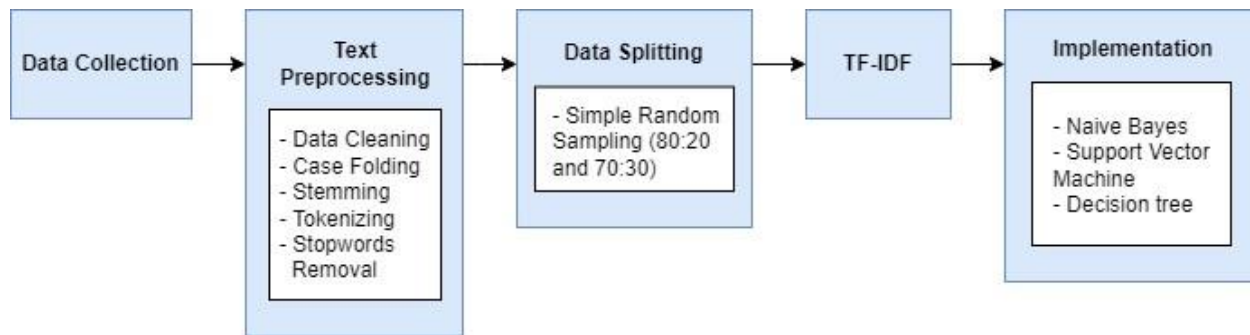 Data Collection
Text
Preprocessing
- Data Cleaning
- Case Folding
- Stemming
- Tokenizing
- Stopwords
Removal
Data Splitting
- Simple Random
Sampling (80:20
and 70:30)
TF-IDF
Implementation
- Naive Bayes
- Support Vector
Machine
- Decision tree